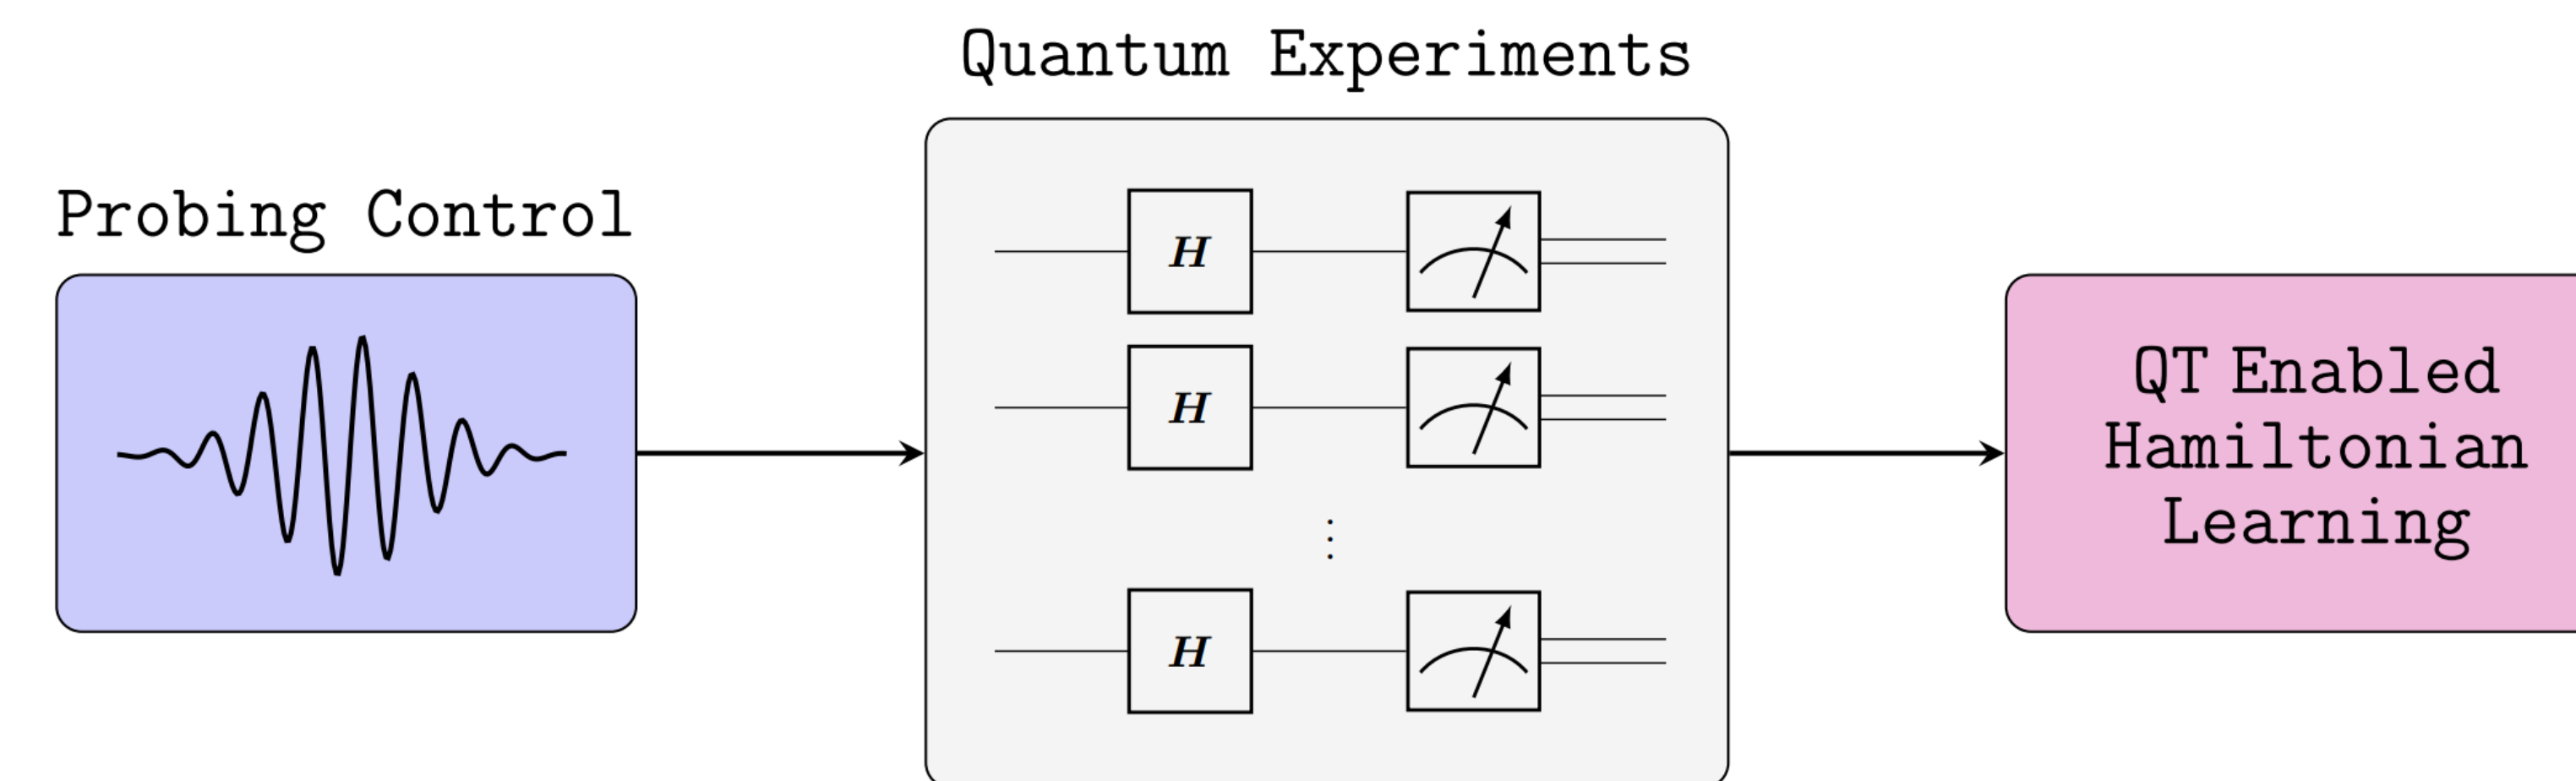 Quantum Experiments
Probing Control
H
H
⋮
H
QT Enabled
Hamiltonian
Learning